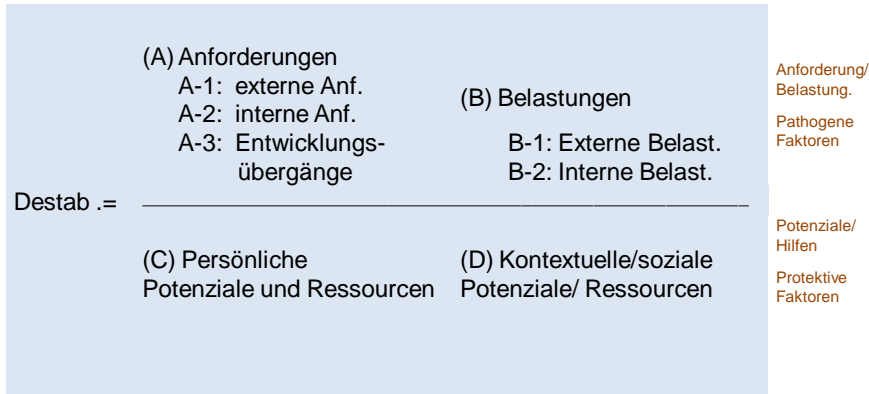 (A) Anforderungen
A-1: externe Anf.
A-2: interne Anf.
A-3: Entwicklungs-
übergänge
(B) Belastungen
B-1: Externe Belast.
B-2: Interne Belast.
Destab .=
(C) Persönliche
Potenziale und Ressourcen
(D) Kontextuelle/soziale
Potenziale/ Ressourcen
Anforderung/
Belastung.
Pathogene
Faktoren
Potenziale/
Hilfen
Protektive
Faktoren